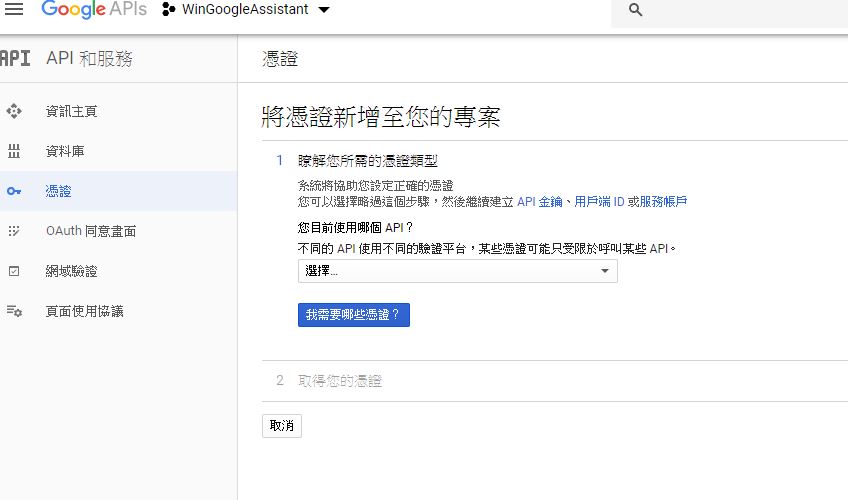 Google APIs
WinGoogleAssistant
API
API 和服務
憑證
資訊主頁
資料庫
憑證
OAuth 同意畫面
網域驗證
頁面使用協議
將憑證新增至您的專案
1 瞭解您所需的憑證類型
系統將協助您設定正確的憑證
您可以選擇略過這個步驟，然後繼續建立 API 金鑰、用戶端 ID 或服務帳戶
您目前使用哪個 API？
不同的 API 使用不同的驗證平台，某些憑證可能只受限於呼叫某些 API。
選擇...
我需要哪些憑證？
2 取得您的憑證
取消